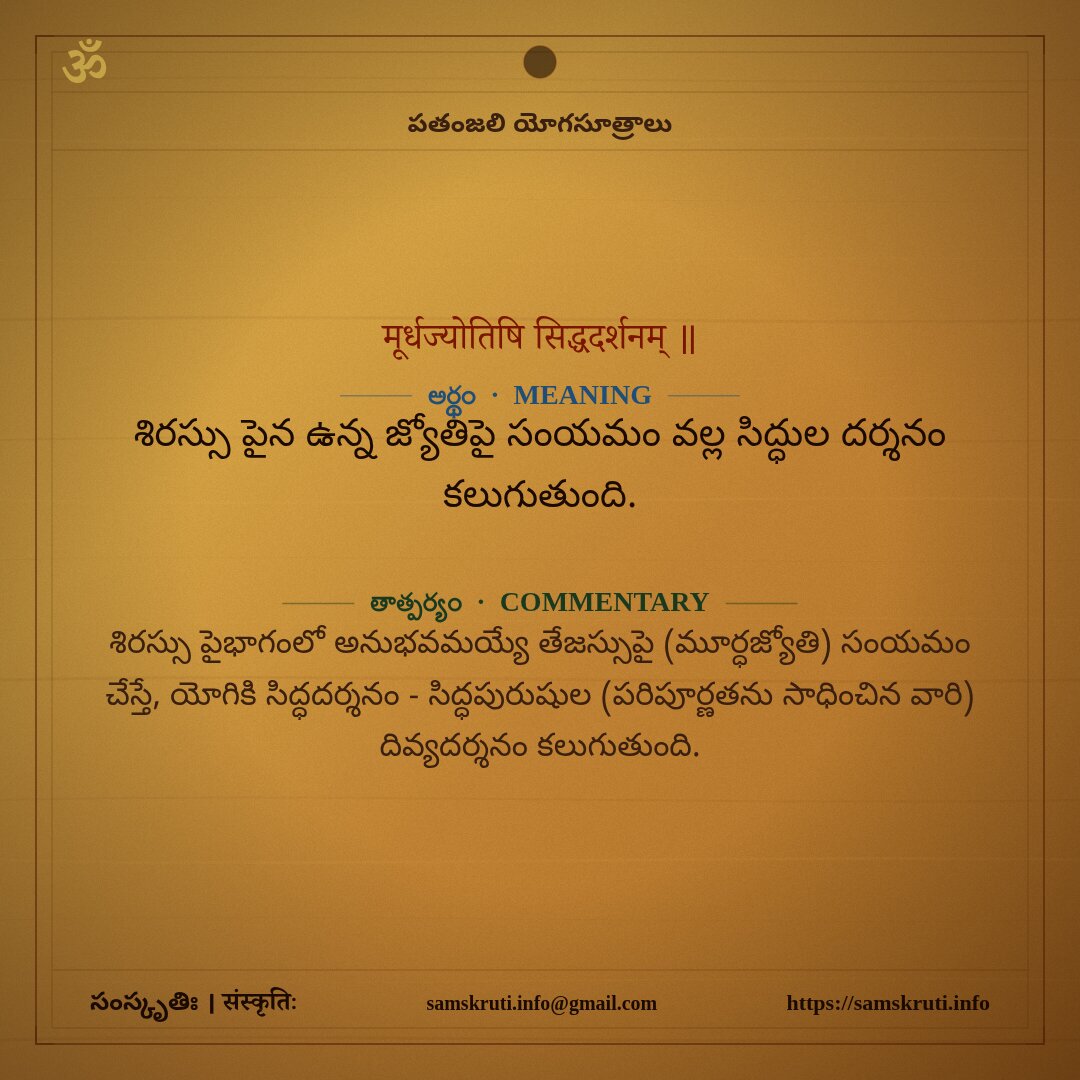 ॐ
పతంజలి యోగసూత్రాలు
मूर्धज्योतिषि सिद्धदर्शनम् ॥
అర్థం · MEANING
శిరస్సు పైన ఉన్న జ్యోతిపై సంయమం వల్ల సిద్ధుల దర్శనం
కలుగుతుంది.
తాత్పర్యం · COMMENTARY
శిరస్సు పైభాగంలో అనుభవమయ్యే తేజస్సుపై (మూర్ధజ్యోతి) సంయమం
చేస్తే, యోగికి సిద్ధదర్శనం - సిద్ధపురుషుల (పరిపూర్ణతను సాధించిన వారి)
దివ్యదర్శనం కలుగుతుంది.
సంస్కృతిః | संस्कृतिः samskruti.info@gmail.com https://samskruti.info